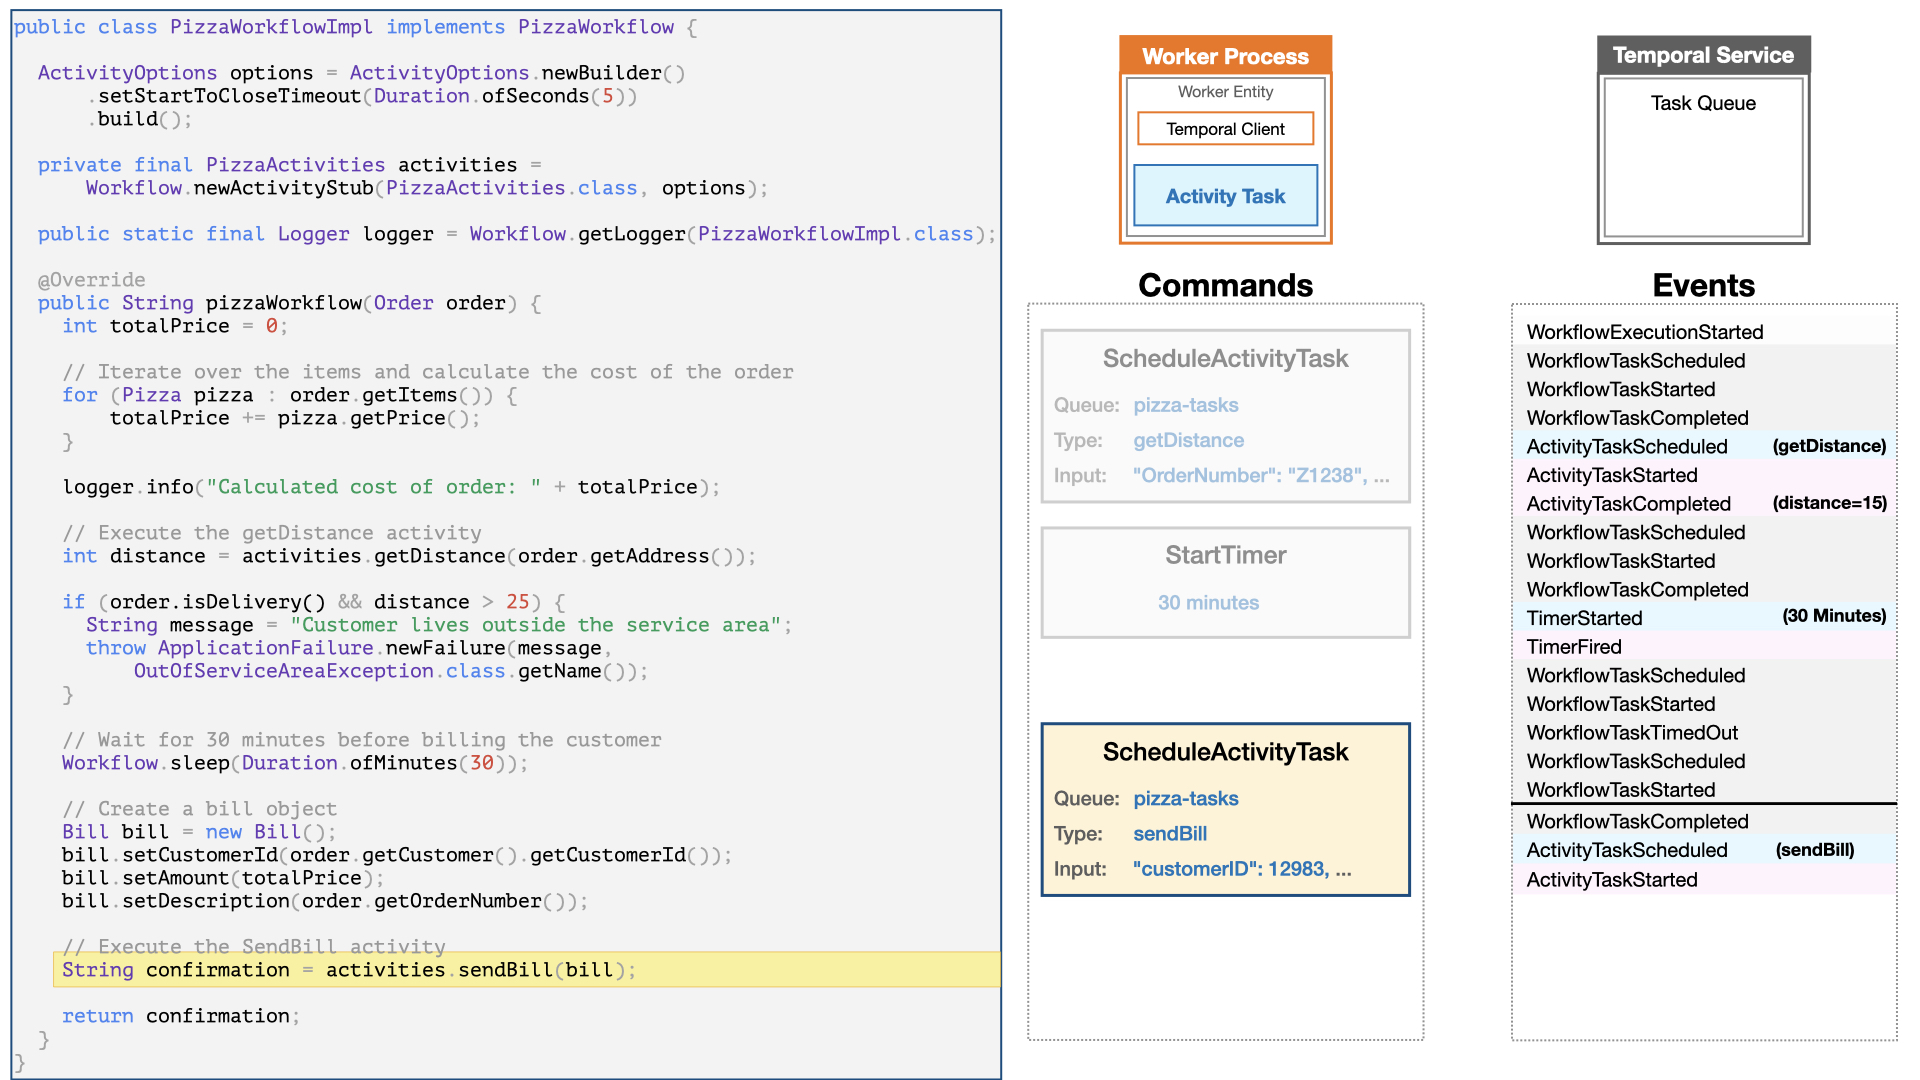 public class PizzaWorkflowImpl implements PizzaWorkflow {
ActivityOptions options = ActivityOptions.newBuilder()
.setStartToCloseTimeout(Duration.ofSeconds(5))
.build();
private final PizzaActivities activities =
Workflow.newActivityStub(PizzaActivities.class, options);
public static final Logger logger = Workflow.getLogger(PizzaWorkflowImpl.class);
@Override
public String pizzaWorkflow(Order order) {
int totalPrice = 0;
// Iterate over the items and calculate the cost of the order
for (Pizza pizza : order.getItems()) {
totalPrice += pizza.getPrice();
}
logger.info("Calculated cost of order: " + totalPrice);
// Execute the getDistance activity
int distance = activities.getDistance(order.getAddress());
if (order.isDelivery() && distance > 25) {
String message = "Customer lives outside the service area";
throw ApplicationFailure.newFailure(message,
OutOfServiceAreaException.class.getName());
}
// Wait for 30 minutes before billing the customer
Workflow.sleep(Duration.ofMinutes(30));
// Create a bill object
Bill bill = new Bill();
bill.setCustomerId(order.getCustomer().getCustomerId());
bill.setAmount(totalPrice);
bill.setDescription(order.getOrderNumber());
// Execute the SendBill activity
String confirmation = activities.sendBill(bill);
return confirmation;
}
}
Worker Process
Worker Entity
Temporal Client
Activity Task
Commands
ScheduleActivityTask
Queue: pizza-tasks
Type: getDistance
Input: "OrderNumber": "Z1238", ...
StartTimer
30 minutes
ScheduleActivityTask
Queue: pizza-tasks
Type: sendBill
Input: "customerID": 12983, ...
Temporal Service
Task Queue
Events
WorkflowExecutionStarted
WorkflowTaskScheduled
WorkflowTaskStarted
WorkflowTaskCompleted
ActivityTaskScheduled (getDistance)
ActivityTaskStarted
ActivityTaskCompleted (distance=15)
WorkflowTaskScheduled
WorkflowTaskStarted
WorkflowTaskCompleted
TimerStarted (30 Minutes)
TimerFired
WorkflowTaskScheduled
WorkflowTaskStarted
WorkflowTaskTimedOut
WorkflowTaskScheduled
WorkflowTaskStarted
WorkflowTaskCompleted
ActivityTaskScheduled (sendBill)
ActivityTaskStarted